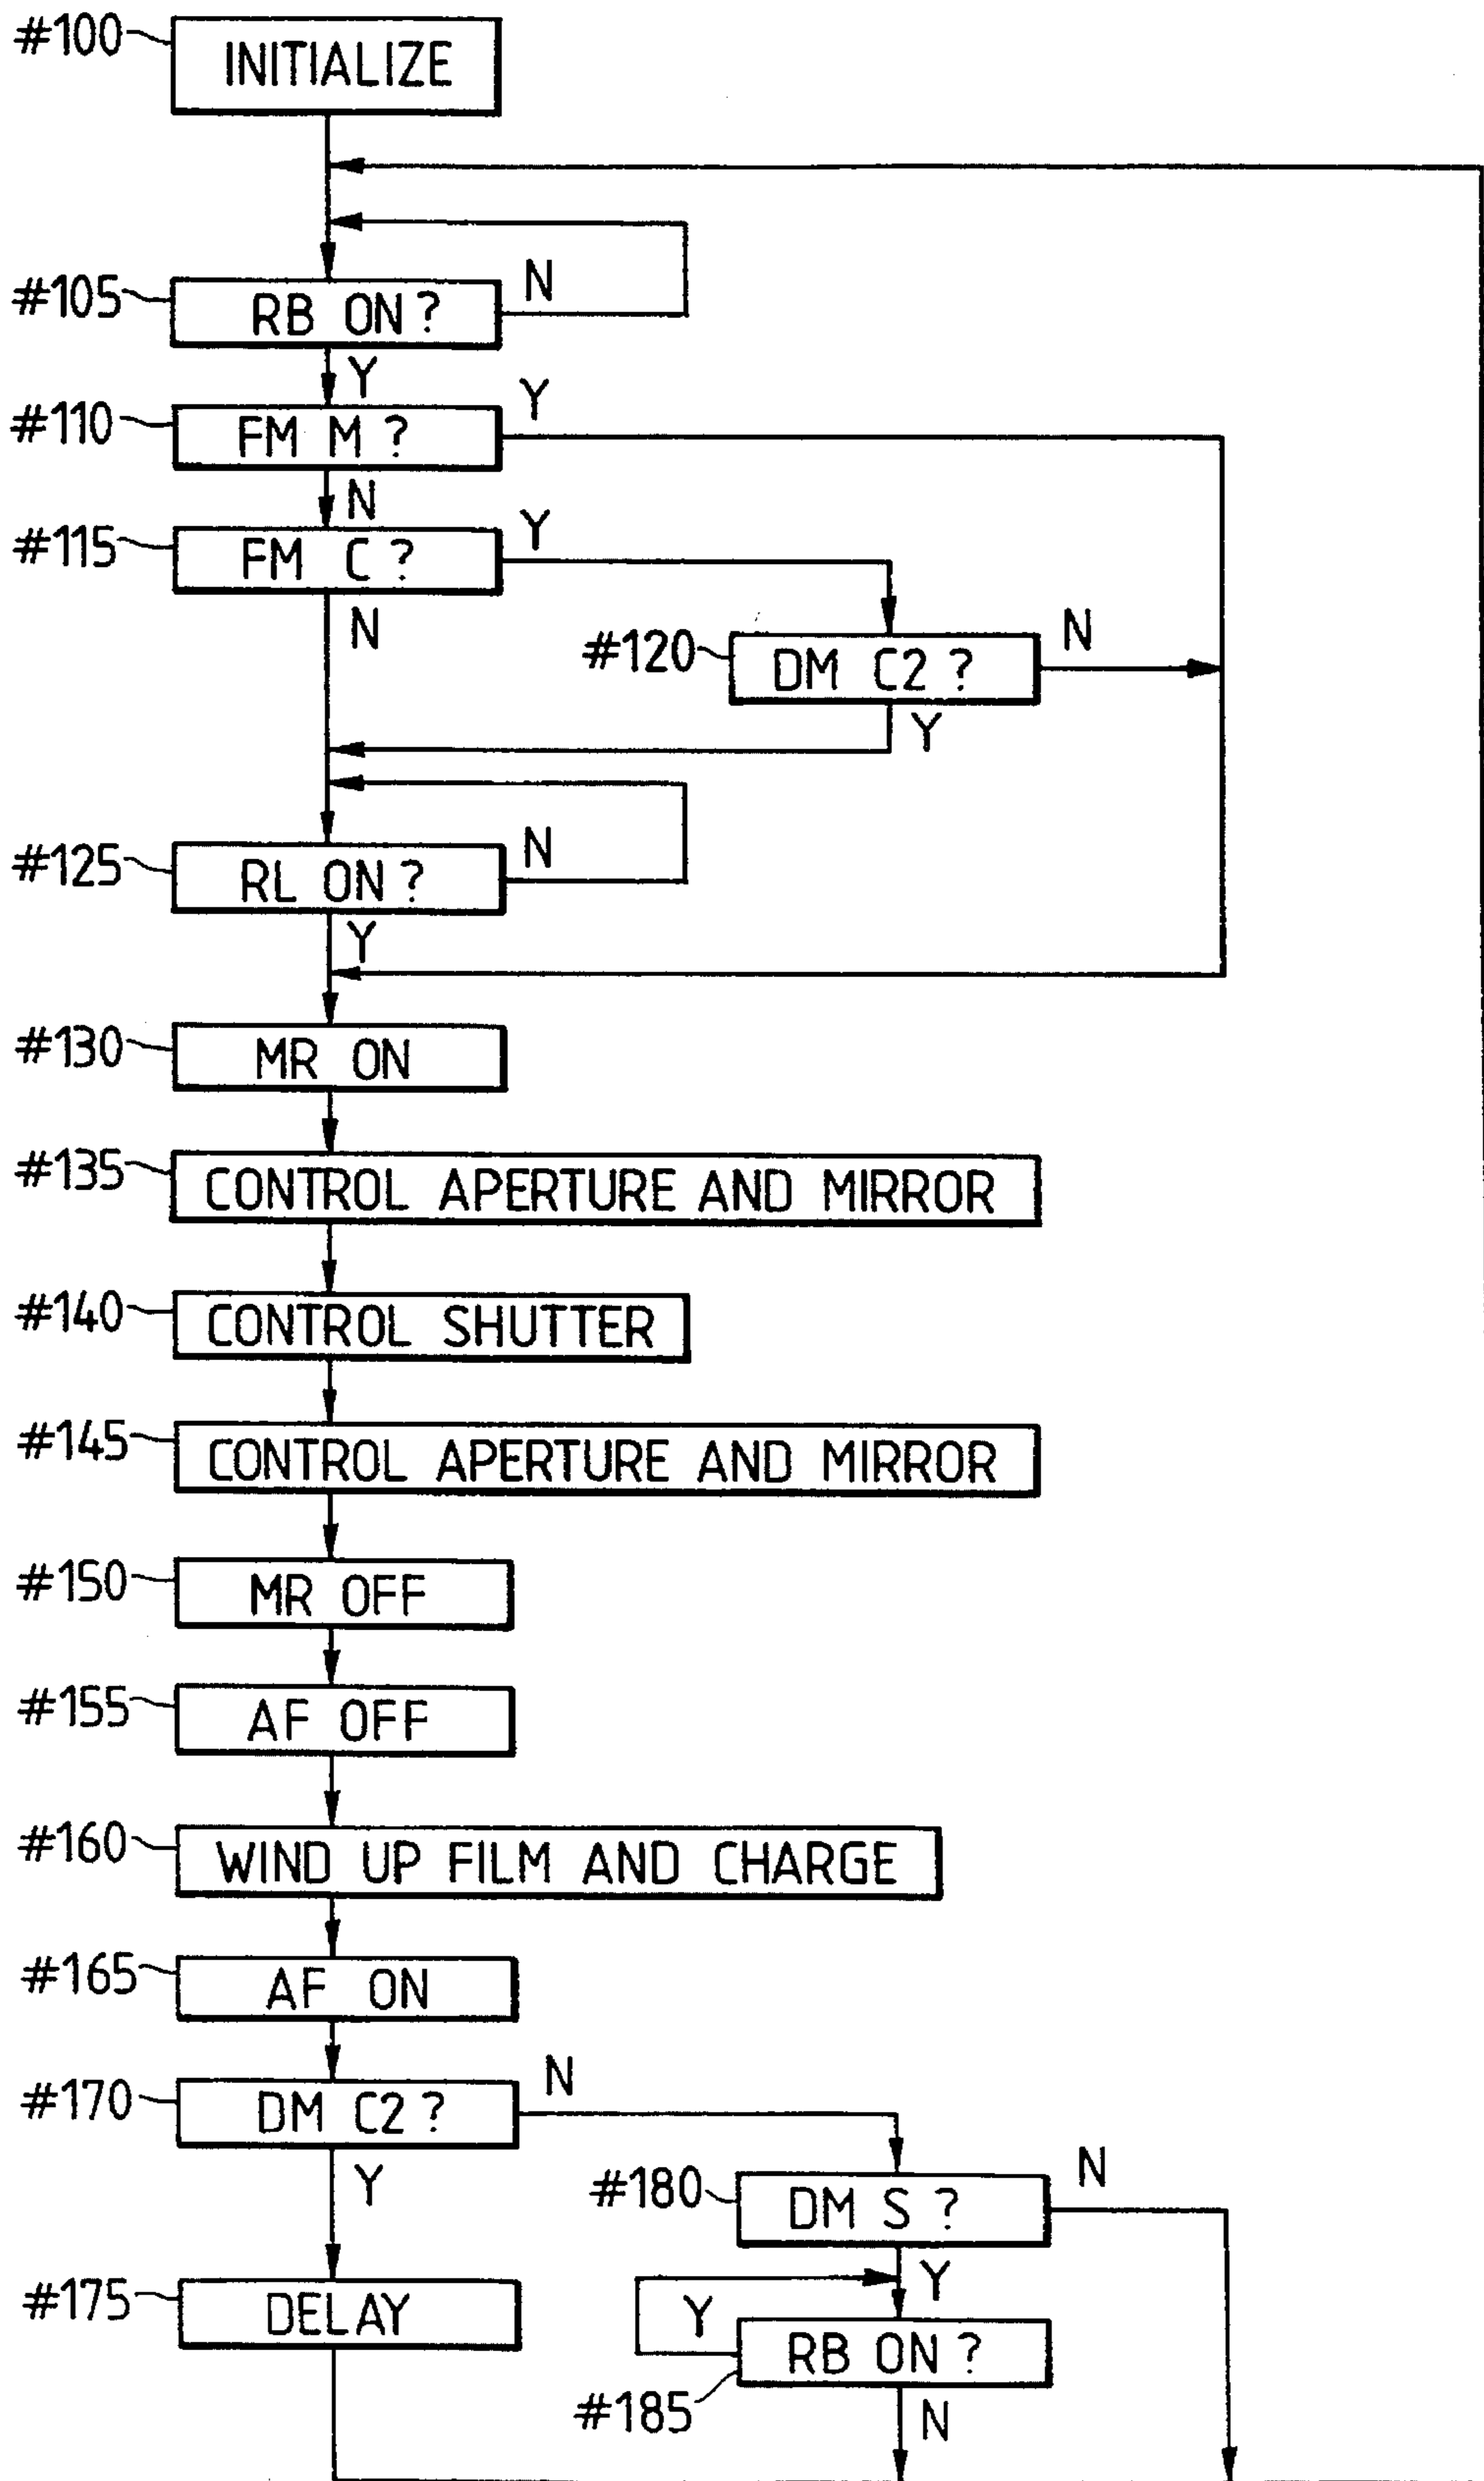 #100
INITIALIZE
#105
RB ON?
N
Y
#110
FM M?
Y
N
#115
FM C?
Y
N
#120
DM C2?
N
Y
#125
RL ON?
N
Y
#130
MR ON
#135
CONTROL APERTURE AND MIRROR
#140
CONTROL SHUTTER
#145
CONTROL APERTURE AND MIRROR
#150
MR OFF
#155
AF OFF
#160
WIND UP FILM AND CHARGE
#165
AF ON
#170
DM C2?
N
Y
#180
DM S?
N
Y
#175
DELAY
Y
RB ON?
#185
N